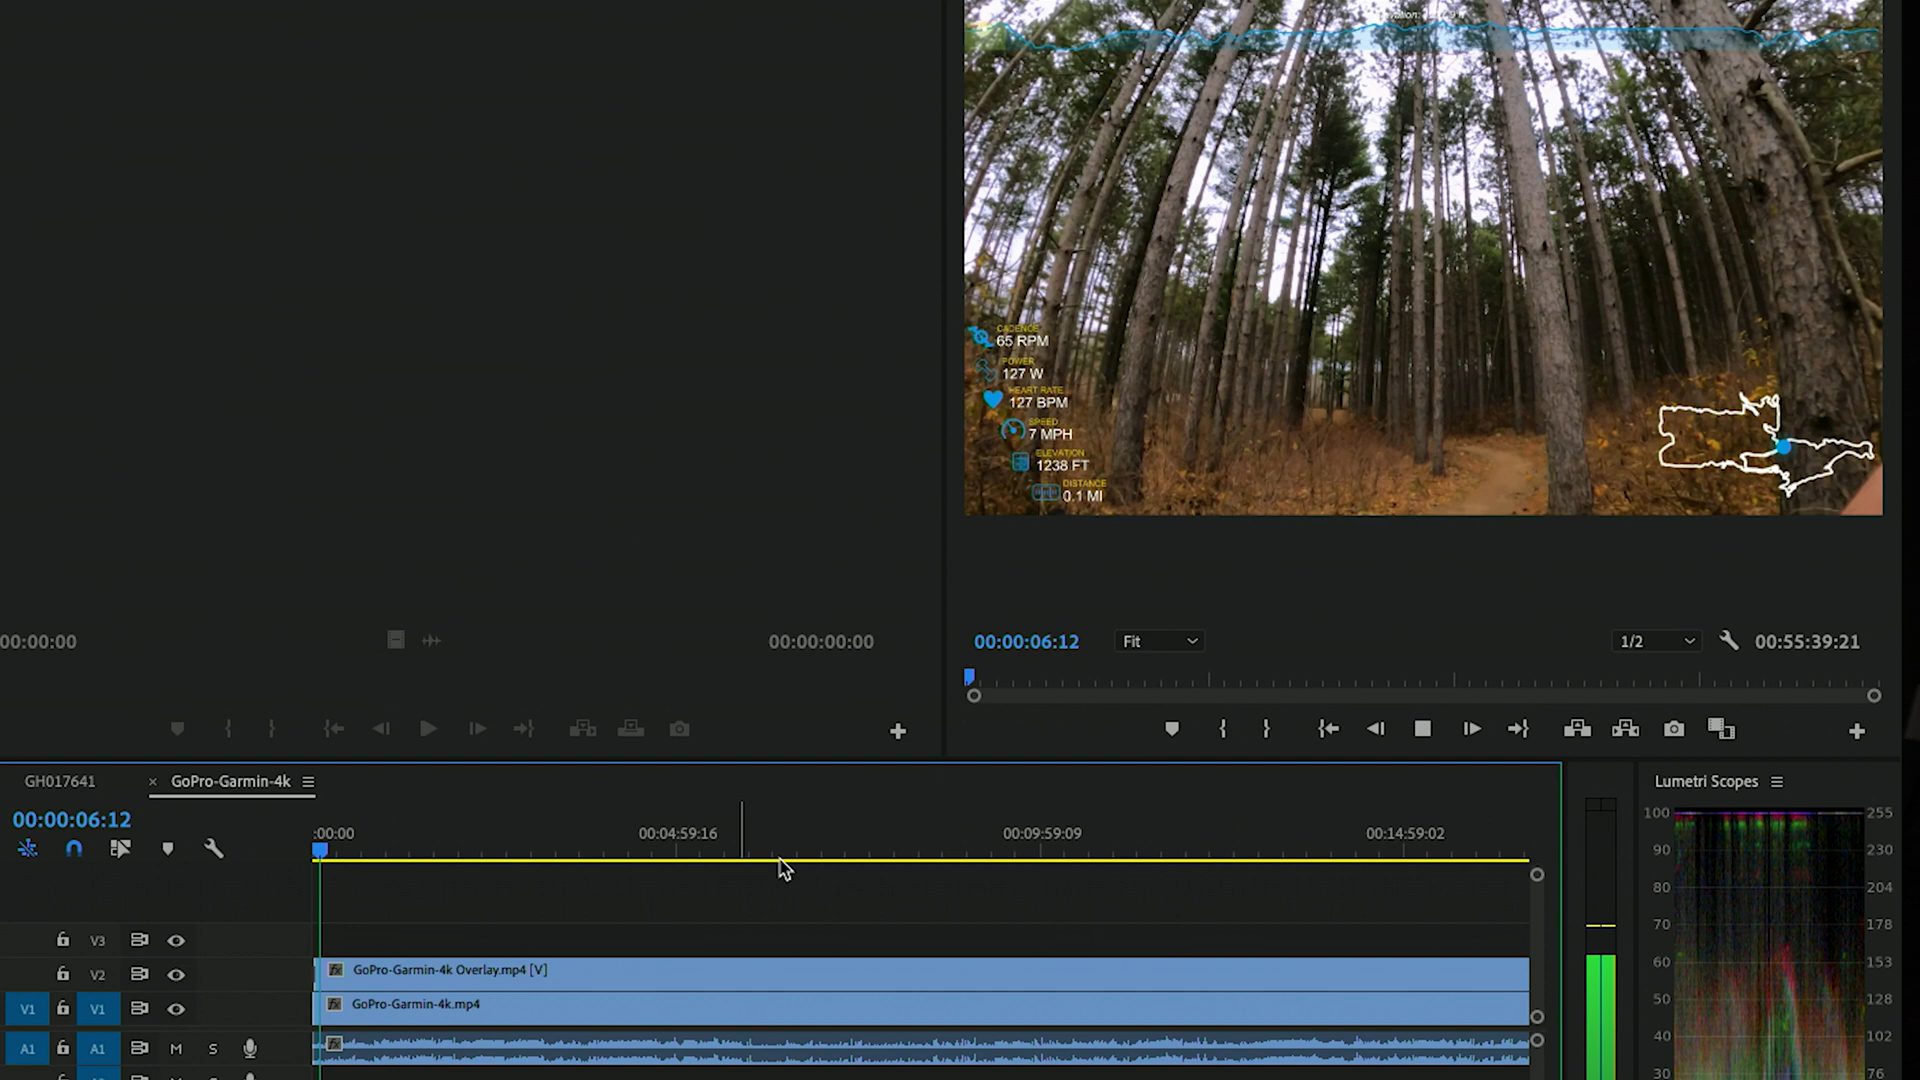 CADENCE
65 RPM
POWER
127 W
HEART RATE
127 BPM
SPEED
7 MPH
ELEVATION
1238 FT
DISTANCE
0.1 MI
00:00:00
00:00:00:00
00:00:06:12
Fit
1/2
00:55:39:21
GH017641
× GoPro-Garmin-4k
Lumetri Scopes
00:00:06:12
:00:00
00:04:59:16
00:09:59:09
00:14:59:02
V3
V2
GoPro-Garmin-4k Overlay.mp4 [V]
V1
V1
GoPro-Garmin-4k.mp4
A1
A1
M
S
fx
fx
fx
100
255
90
230
80
204
70
178
60
153
50
128
40
102
30
76